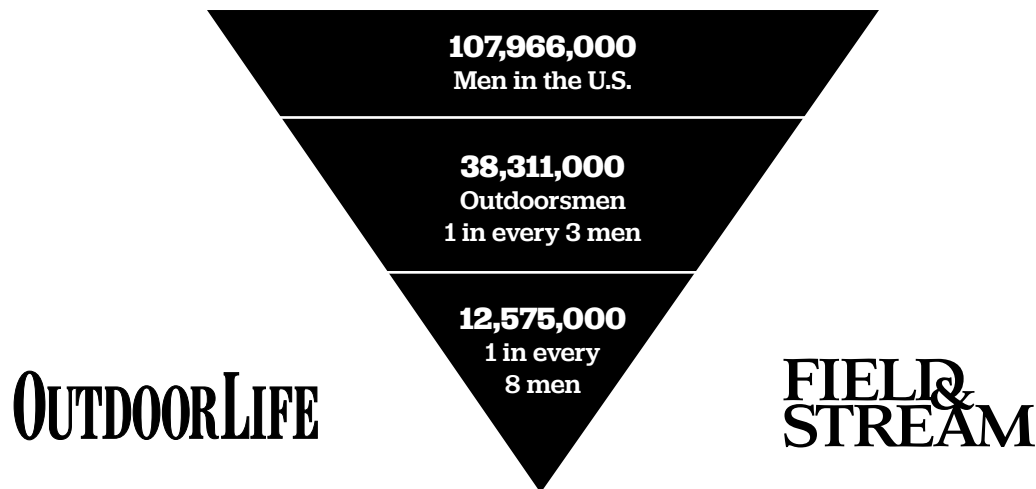 107,966,000
Men in the U.S.
38,311,000
Outdoorsmen
1 in every 3 men
12,575,000
1 in every
8 men
OUTDOORLIFE
FIELD&
STREAM